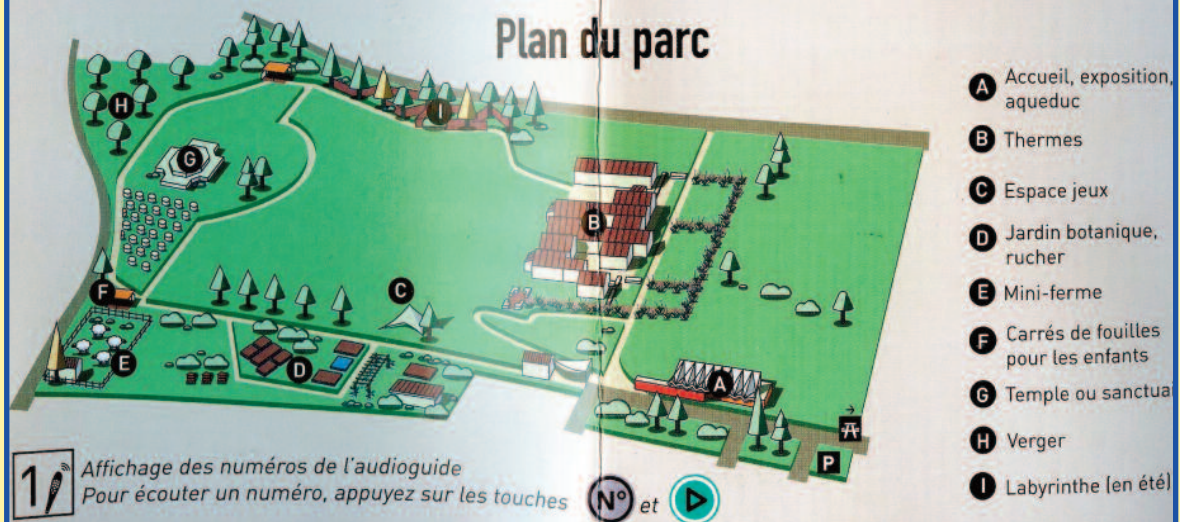 Plan du parc
A Accueil, exposition,
aqueduc
B Thermes
C Espace jeux
D Jardin botanique,
rucher
E Mini-ferme
F Carrés de fouilles
pour les enfants
G Temple ou sanctuai
H Verger
I Labyrinthe (en été)
H
I
G
B
F
C
E
D
A
P
1
Affichage des numéros de l'audioguide
Pour écouter un numéro, appuyez sur les touches N° et